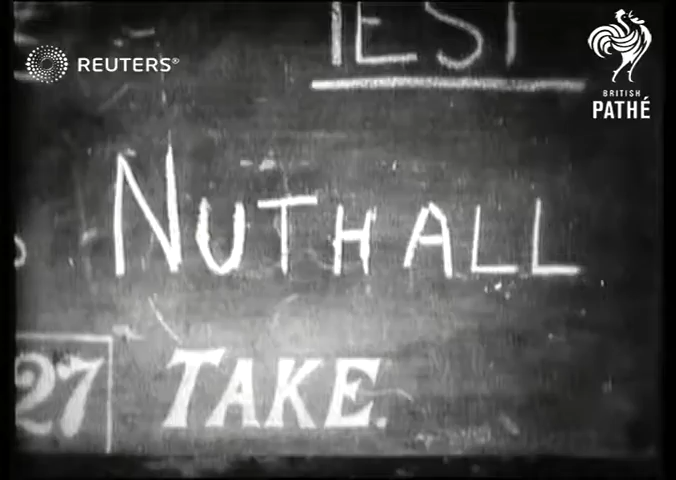 TEST
REUTERS®
BRITISH
PATHÉ
NUTHALL
27 TAKE.